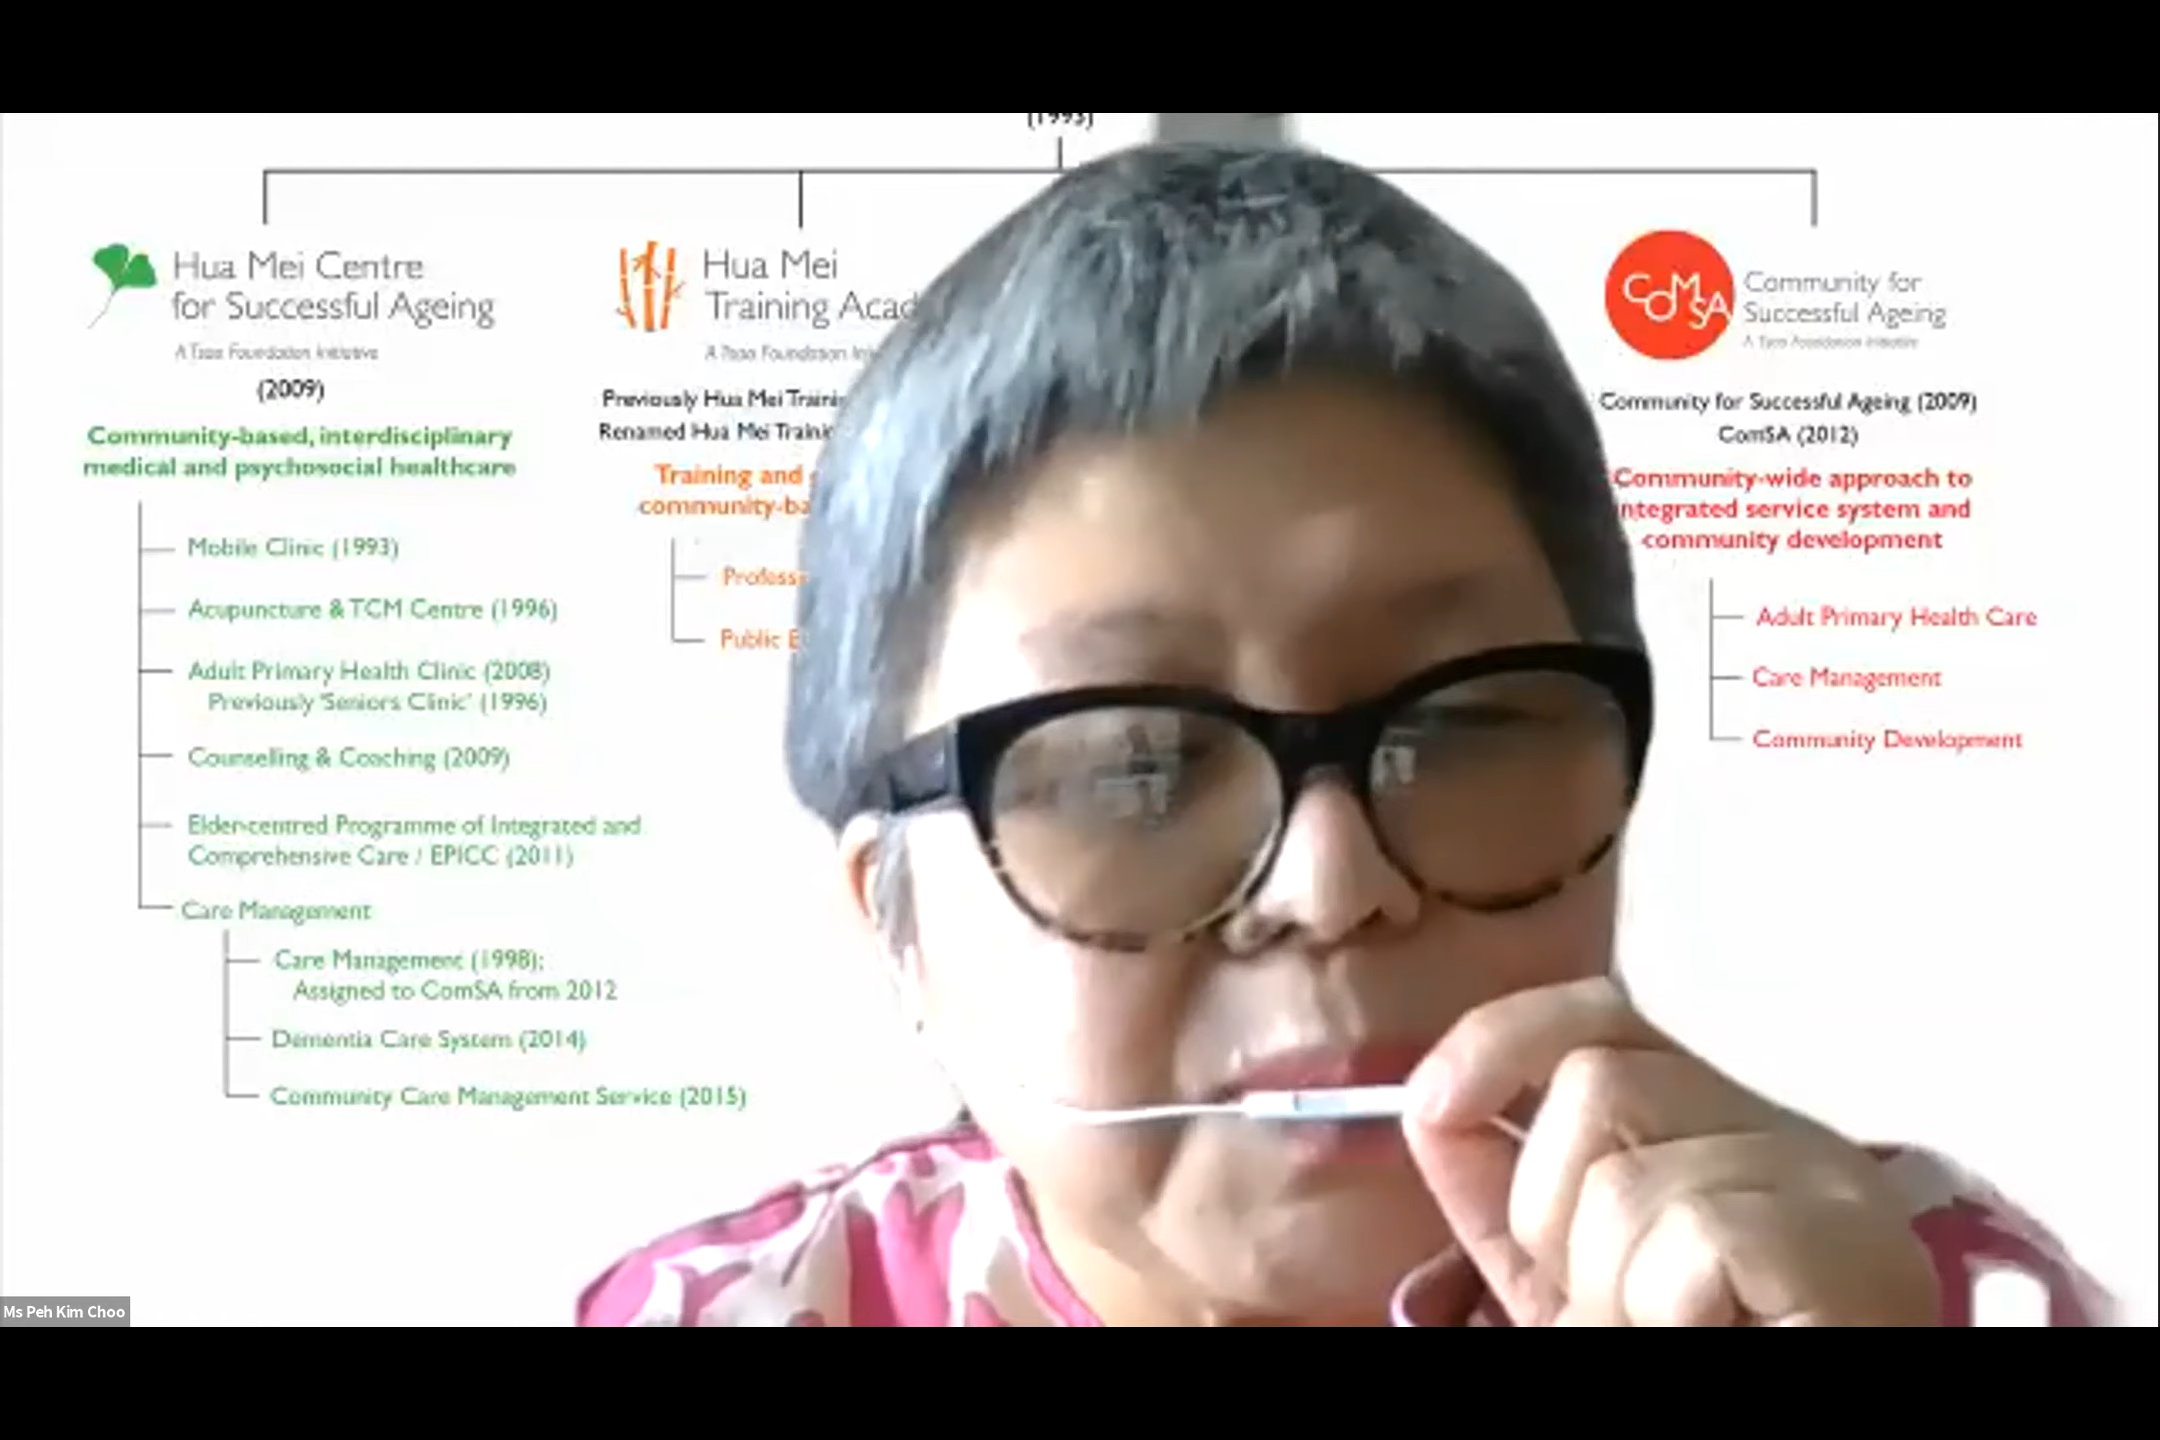 (1993)
Hua Mei Centre
for Successful Ageing
A Tsao Foundation Initiative
(2009)
Community-based, interdisciplinary
medical and psychosocial healthcare
Mobile Clinic (1993)
Acupuncture & TCM Centre (1996)
Adult Primary Health Clinic (2008)
Previously 'Seniors Clinic' (1996)
Counselling & Coaching (2009)
Elder-centred Programme of Integrated and
Comprehensive Care / EPICC (2011)
Care Management
Care Management (1998);
Assigned to ComSA from 2012
Dementia Care System (2014)
Community Care Management Service (2015)
Hua Mei
Training Acad
A Tsao Foundation
Previously Hua Mei Trainin
Renamed Hua Mei Trainin
Training and
community-ba
Profess
Public E
COMSA
Community for
Successful Ageing
A Tsao Foundation Initiative
Community for Successful Ageing (2009)
ComSA (2012)
Community-wide approach to
integrated service system and
community development
Adult Primary Health Care
Care Management
Community Development
Ms Peh Kim Choo